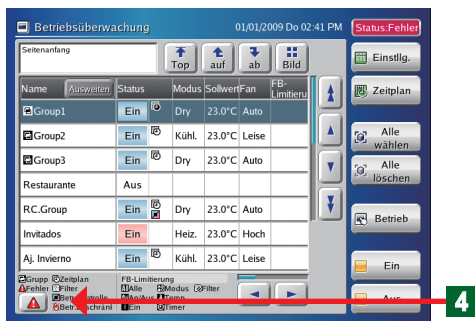 Betriebsüberwachung 01/01/2009 Do 02:41 PM Status:Fehler
Seitenanfang Top auf ab Bild
Einstllg.
Name Ausweiten Status Modus Sollwert Fan FB-Limitieru
Zeitplan
Group1 Ein Dry 23.0°C Auto
Group2 Ein Kühl. 23.0°C Leise
Alle wählen
Group3 Ein Dry 23.0°C Auto
Alle löschen
Restaurante Aus
RC.Group Ein Dry 23.0°C Auto
Betrieb
Invitados Ein Heiz. 23.0°C Hoch
Aj. Invierno Ein Kühl. 23.0°C Leise
Ein
Grupp Zeitplan FB-Limitierung
Fehler Filter Alle Modus Filter
An/Aus Temp
Ein Timer
Aus
4